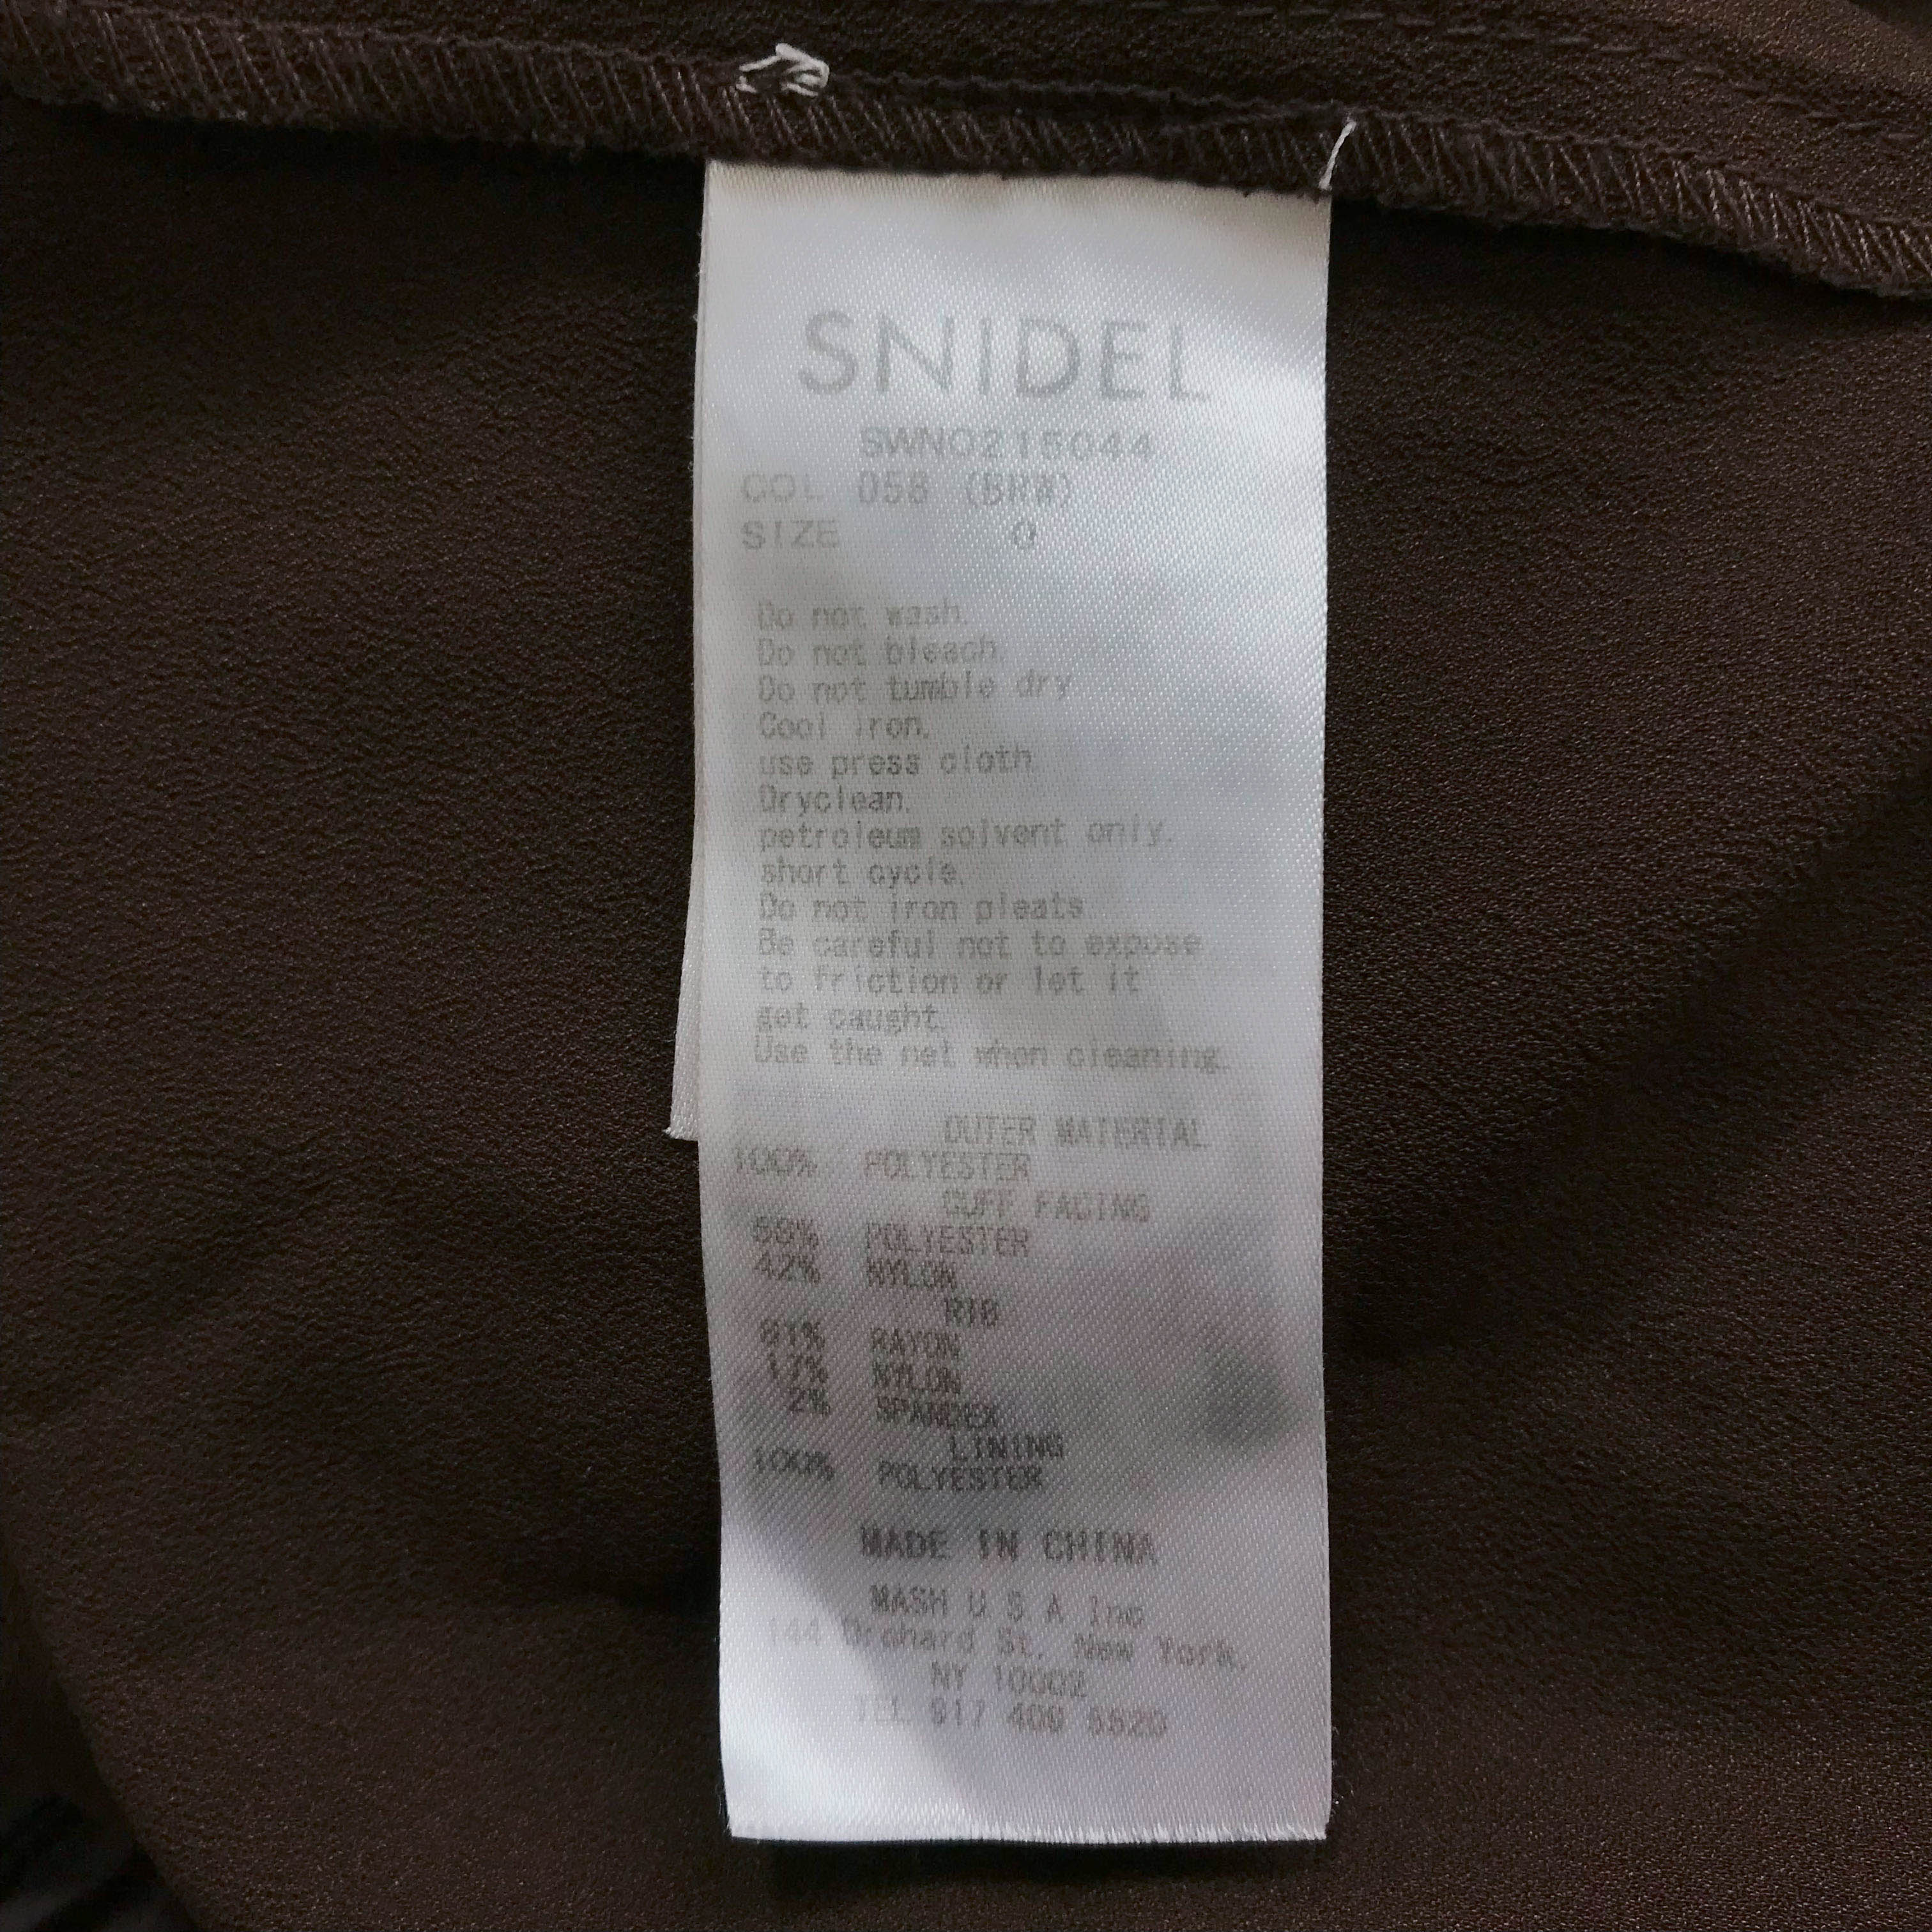 SNIDEL
SWNO215044
COL 058 (BRW)
SIZE 0
Do not wash.
Do not bleach.
Do not tumble dry
Cool iron.
use press cloth
Dryclean.
petroleum solvent only.
short cycle.
Do not iron pleats
Be careful not to expose
to friction or let it
get caught.
Use the net when cleaning.
OUTER MATERIAL
100% POLYESTER
CUFF FACING
58% POLYESTER
42% NYLON
RIB
81% RAYON
17% NYLON
2% SPANDEX
LINING
100% POLYESTER
MADE IN CHINA
MASH U S A Inc
144 Orchard St, New York,
NY 10002
TEL 917